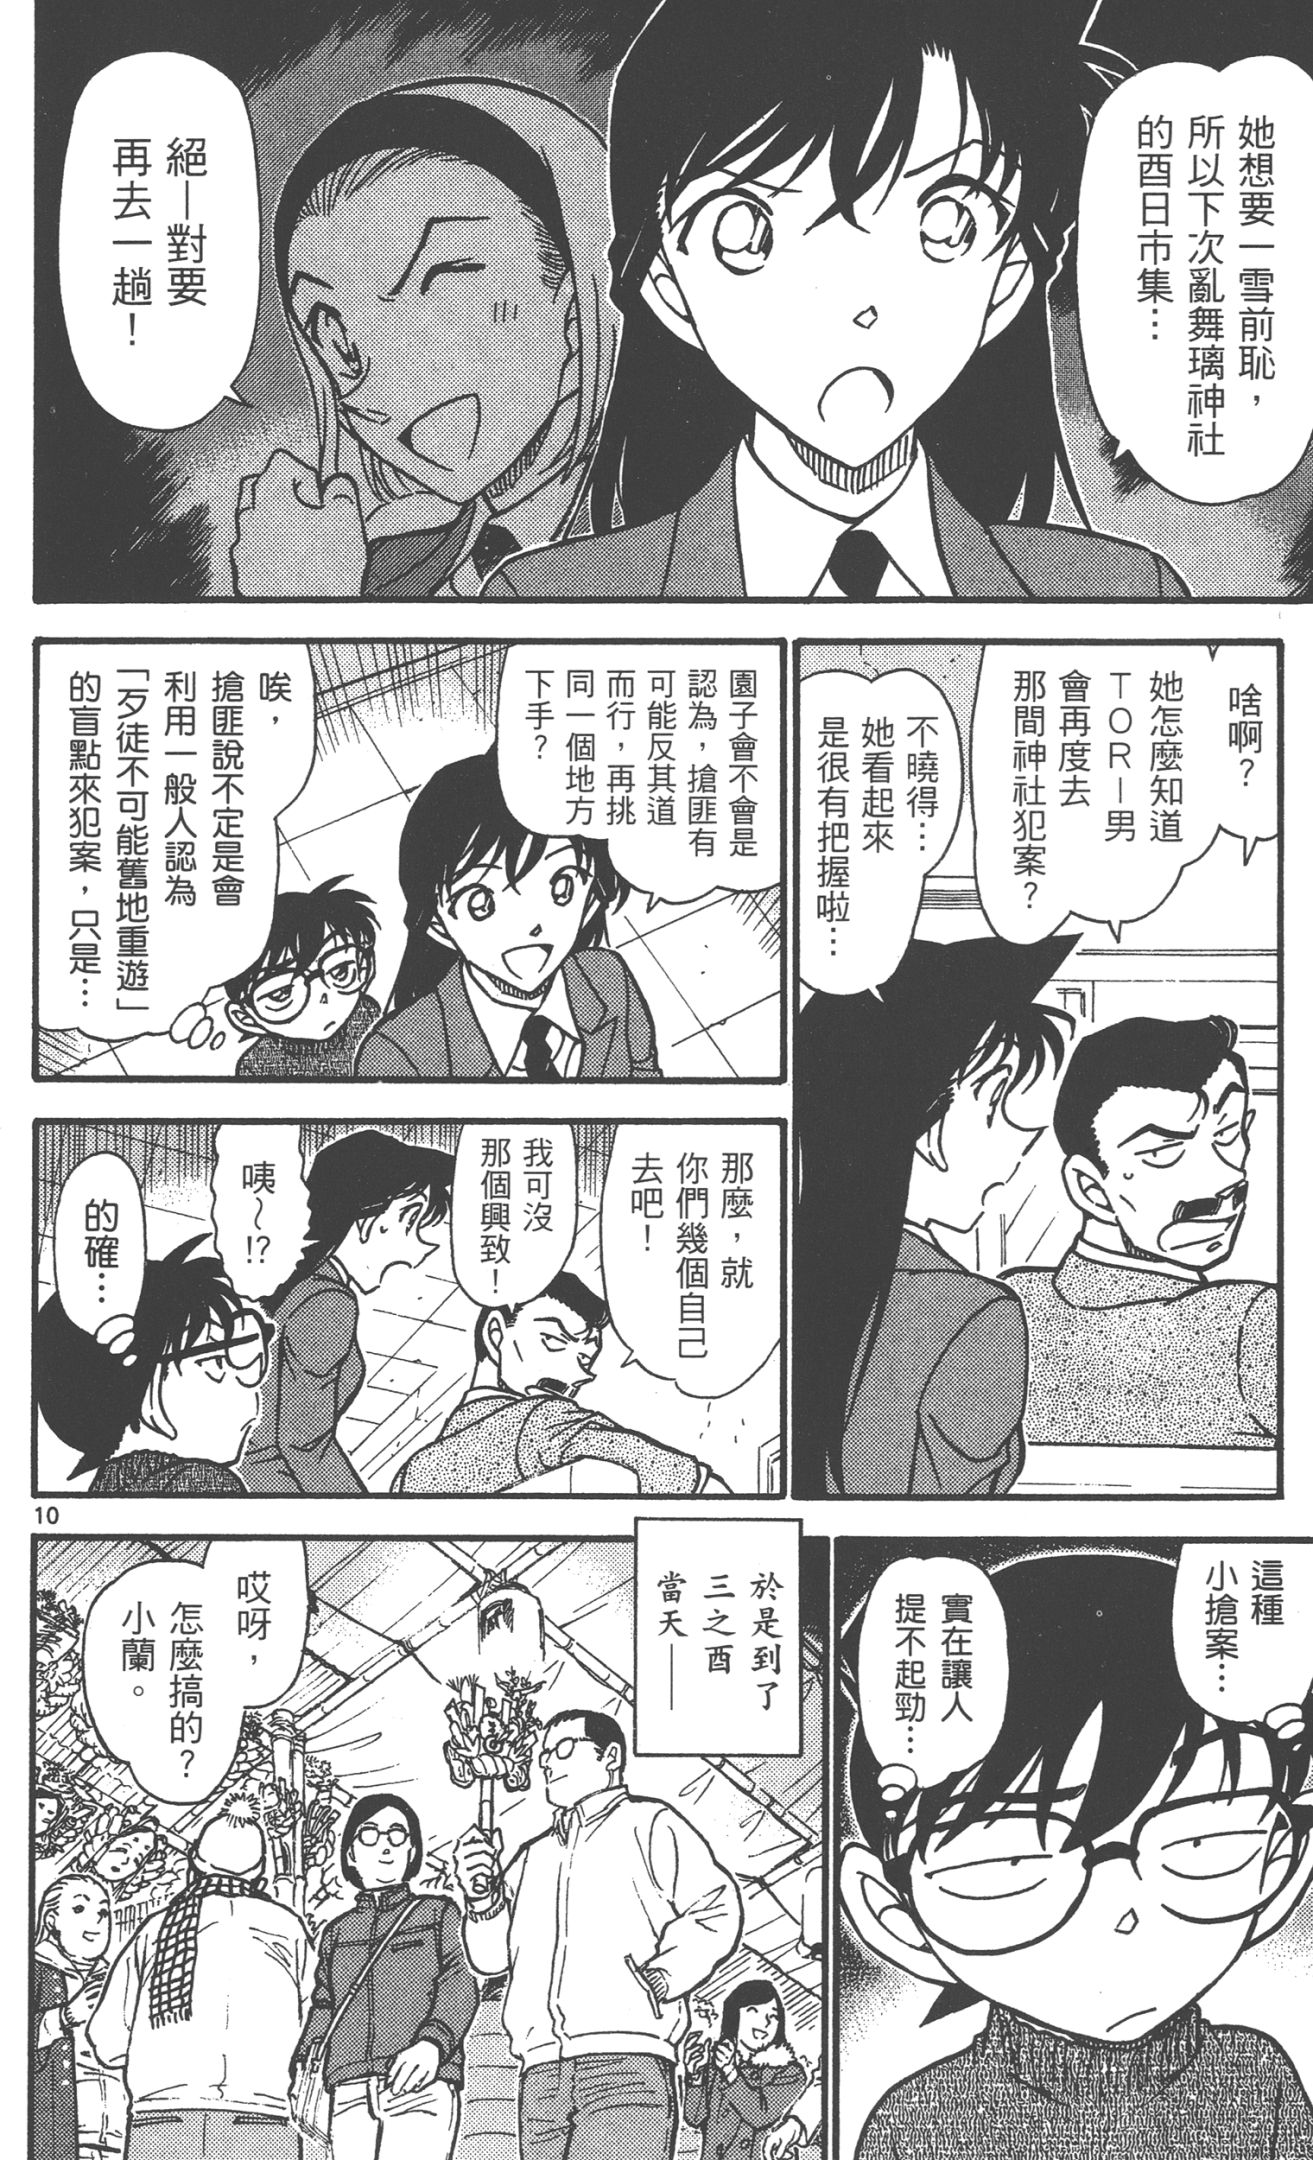 她想要一雪前恥，
所以下次亂舞璃神社
的酉日市集…
絕—對要
再去一趟！
啥啊？
她怎麼知道
TORI男
會再度去
那間神社犯案？
不曉得…
她看起來
是很有把握啦…
園子會不會是
認為，搶匪有
可能反其道
而行，再挑
同一個地方
下手？
唉，
搶匪說不定是會
利用一般人認為
「歹徒不可能舊地重遊」
的盲點來犯案，只是…
那麼，就
你們幾個自己
去吧！
我可沒
那個興致！
咦～!?
的確…
這種
小搶案…
實在讓人
提不起勁…
於是到了
三之酉
當天——
哎呀，
怎麼搞的？
小蘭。
10